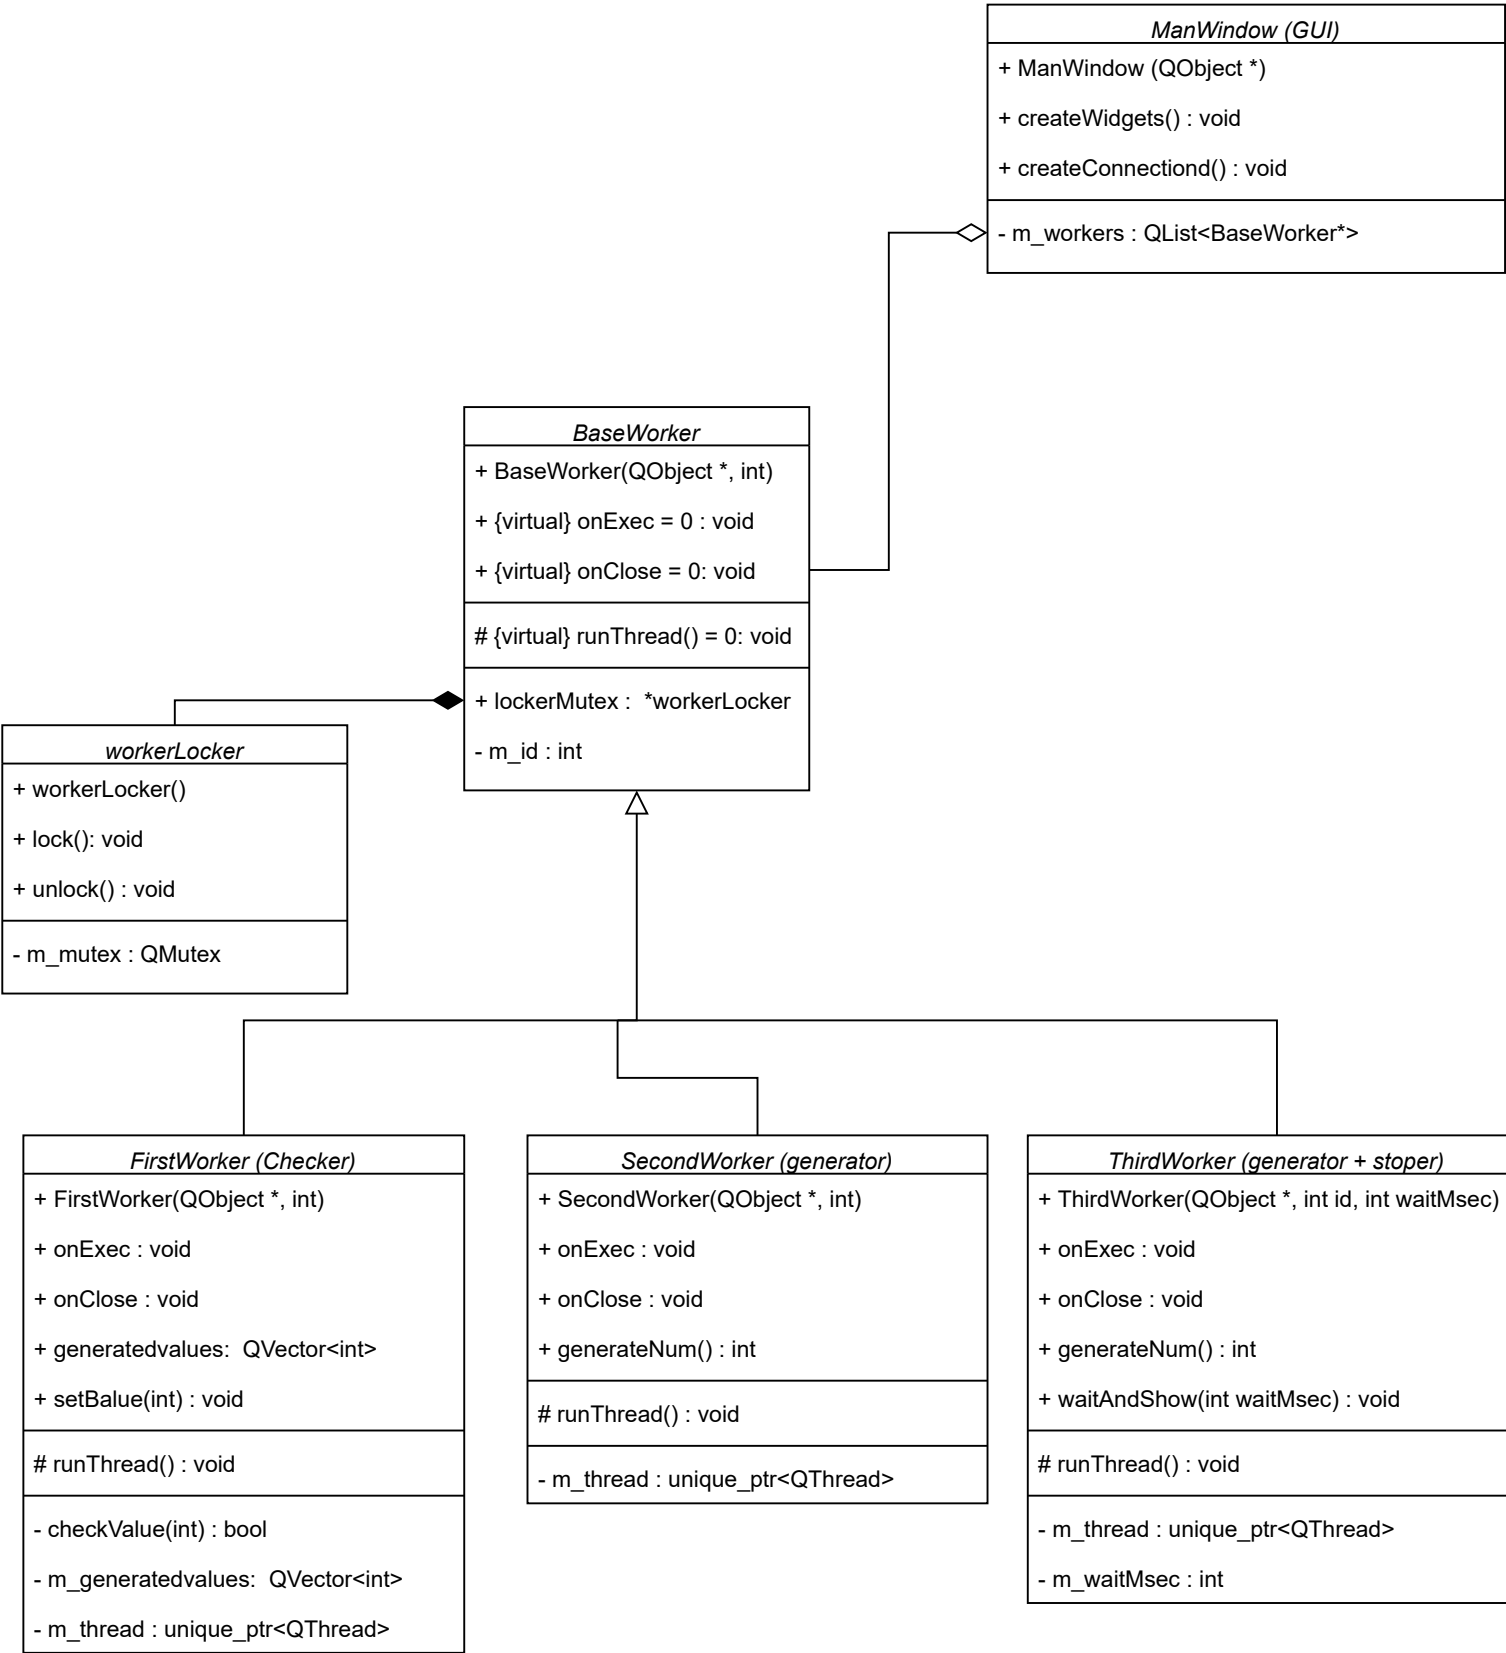 ManWindow (GUI)
+ ManWindow (QObject *)
+ createWidgets() : void
+ createConnectiond() : void
- m_workers : QList<BaseWorker*>
BaseWorker
+ BaseWorker(QObject *, int)
+ {virtual} onExec = 0 : void
+ {virtual} onClose = 0: void
# {virtual} runThread() = 0: void
+ lockerMutex :  *workerLocker
- m_id : int
workerLocker
+ workerLocker()
+ lock(): void
+ unlock() : void
- m_mutex : QMutex
FirstWorker (Checker)
+ FirstWorker(QObject *, int)
+ onExec : void
+ onClose : void
+ generatedvalues:  QVector<int>
+ setBalue(int) : void
# runThread() : void
- checkValue(int) : bool
- m_generatedvalues:  QVector<int>
- m_thread : unique_ptr<QThread>
SecondWorker (generator)
+ SecondWorker(QObject *, int)
+ onExec : void
+ onClose : void
+ generateNum() : int
# runThread() : void
- m_thread : unique_ptr<QThread>
ThirdWorker (generator + stoper)
+ ThirdWorker(QObject *, int id, int waitMsec)
+ onExec : void
+ onClose : void
+ generateNum() : int
+ waitAndShow(int waitMsec) : void
# runThread() : void
- m_thread : unique_ptr<QThread>
- m_waitMsec : int